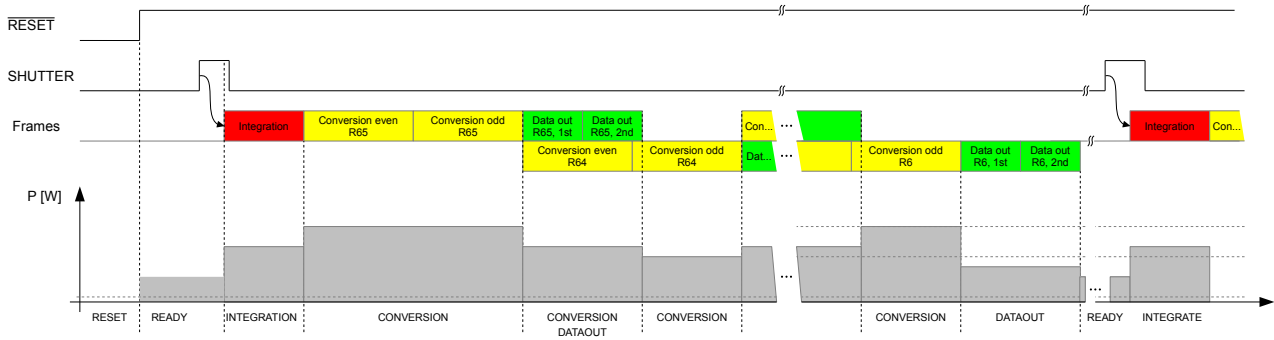 RESET
SHUTTER
Frames
Integration
Conversion even
R65
Conversion odd
R65
Data out
R65, 1st
Data out
R65, 2nd
Con...
...
Integration
Con...
Conversion even
R64
Conversion odd
R64
Dat...
...
Conversion odd
R6
Data out
R6, 1st
Data out
R6, 2nd
P [W]
...
...
RESET
READY
INTEGRATION
CONVERSION
CONVERSION
DATAOUT
CONVERSION
CONVERSION
DATAOUT
READY
INTEGRATE